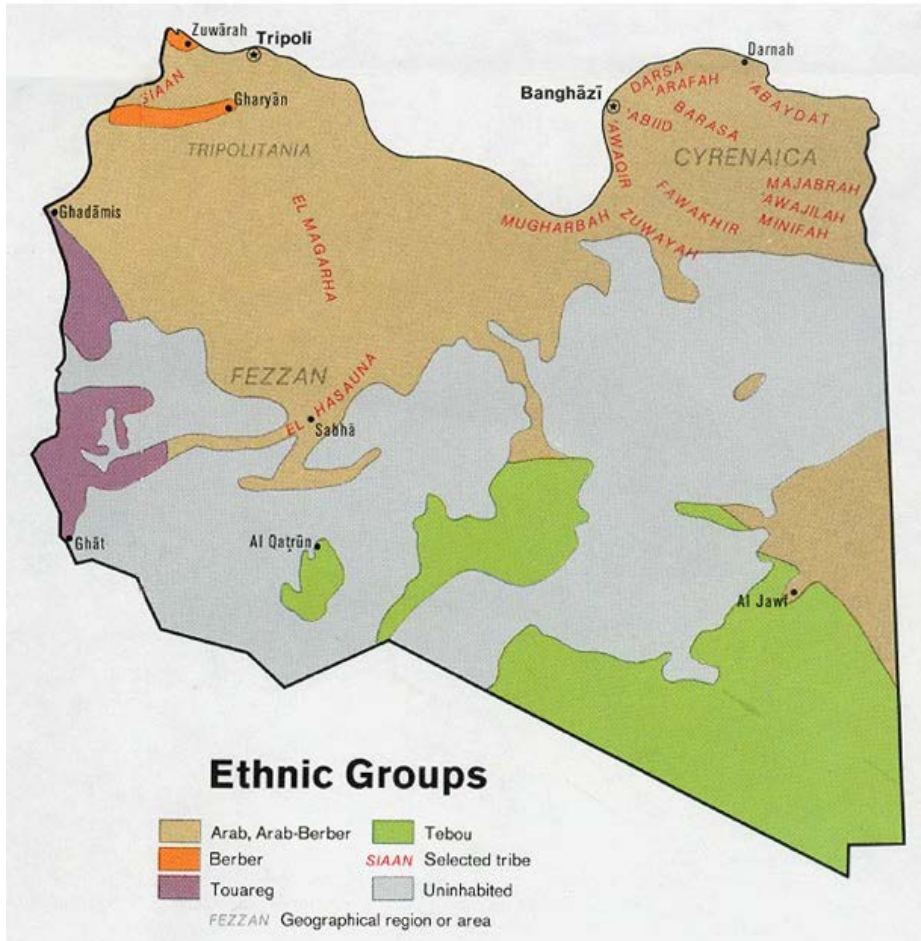 Zuwārah
Tripoli
Darnah
SIAAN
Gharyān
Banghāzī
DARSA
'ARAFAH
'ABAYDAT
'ABIID
BARASA
'AWAQIR
TRIPOLITANIA
CYRENAICA
MAJABRAH
'AWAJILAH
MINIFAH
FAWAKHIR
Ghadāmis
EL MAGARHA
MUGHARBAH
ZUWAYAH
FEZZAN
EL HASAUNA
Sabhā
Ghāt
Al Qaţrūn
Al Jawf
Ethnic Groups
Arab, Arab-Berber
Tebou
Berber
SIAAN Selected tribe
Touareg
Uninhabited
FEZZAN Geographical region or area